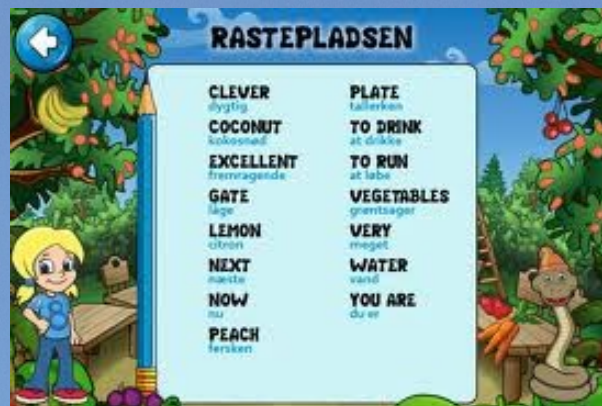 RASTEPLADSEN
CLEVER
dygtig
COCONUT
kokosnød
EXCELLENT
fremragende
GATE
låge
LEMON
citron
NEXT
næste
NOW
nu
PEACH
fersken
PLATE
tallerken
TO DRINK
at drikke
TO RUN
at løbe
VEGETABLES
grøntsager
VERY
meget
WATER
vand
YOU ARE
du er
8